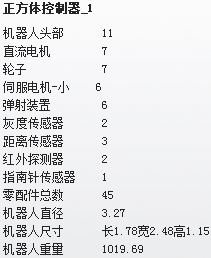 正方体控制器_1
机器人头部 11
直流电机 7
轮子 7
伺服电机-小 6
弹射装置 6
灰度传感器 2
距离传感器 3
红外探测器 2
指南针传感器 1
零配件总数 45
机器人直径 3.27
机器人尺寸 长1.78宽2.48高1.15
机器人重量 1019.69